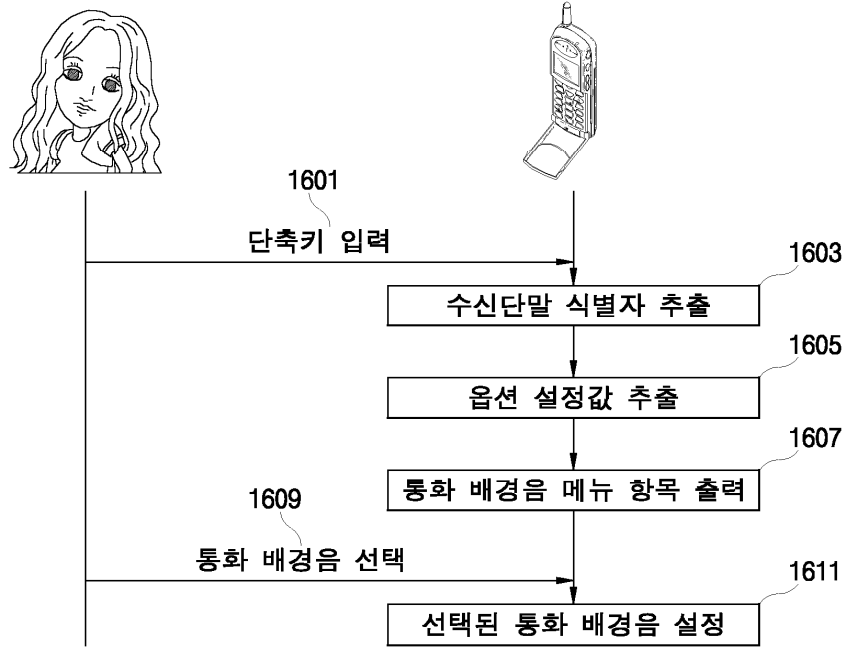 1601
단축키 입력
1603
수신단말 식별자 추출
1605
옵션 설정값 추출
1607
통화 배경음 메뉴 항목 출력
1609
통화 배경음 선택
1611
선택된 통화 배경음 설정